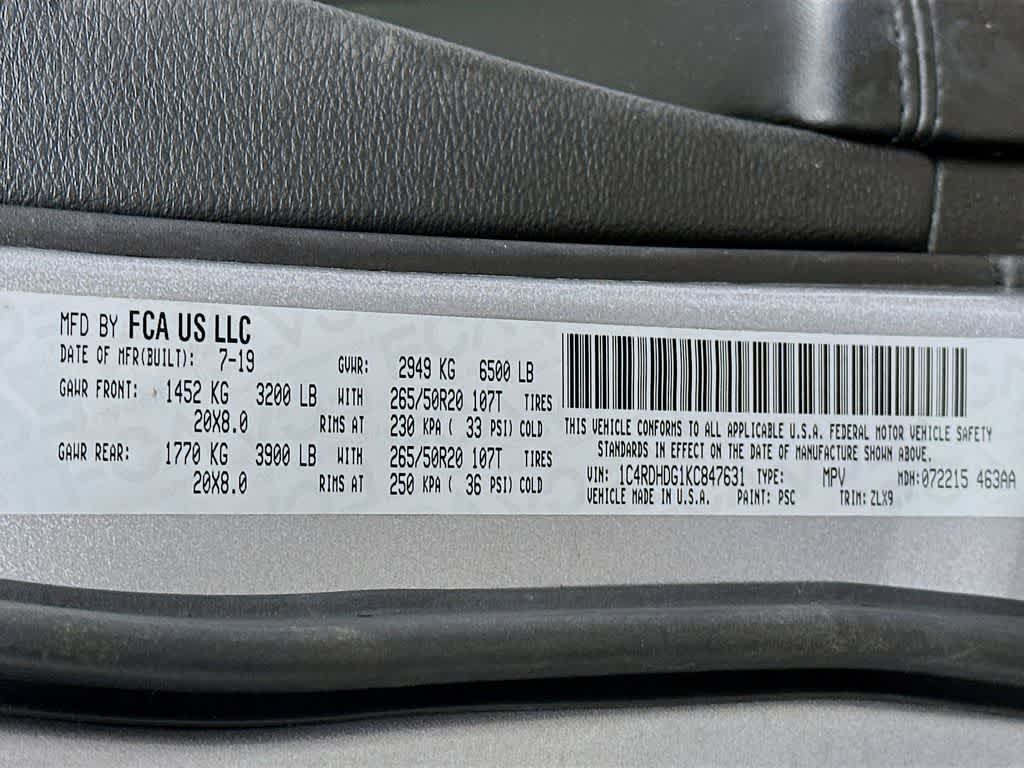 MFD BY FCA US LLC
DATE OF MFR(BUILT): 7-19 GVWR: 2949 KG 6500 LB
GAWR FRONT: 1452 KG 3200 LB WITH 265/50R20 107T TIRES
20X8.0 RIMS AT 230 KPA ( 33 PSI) COLD
GAWR REAR: 1770 KG 3900 LB WITH 265/50R20 107T TIRES
20X8.0 RIMS AT 250 KPA ( 36 PSI) COLD
THIS VEHICLE CONFORMS TO ALL APPLICABLE U.S.A. FEDERAL MOTOR VEHICLE SAFETY
STANDARDS IN EFFECT ON THE DATE OF MANUFACTURE SHOWN ABOVE.
VIN: 1C4RDHDG1KC847631 TYPE: MPV MDH:072215 463AA
VEHICLE MADE IN U.S.A. PAINT: PSC TRIM: ZLX9